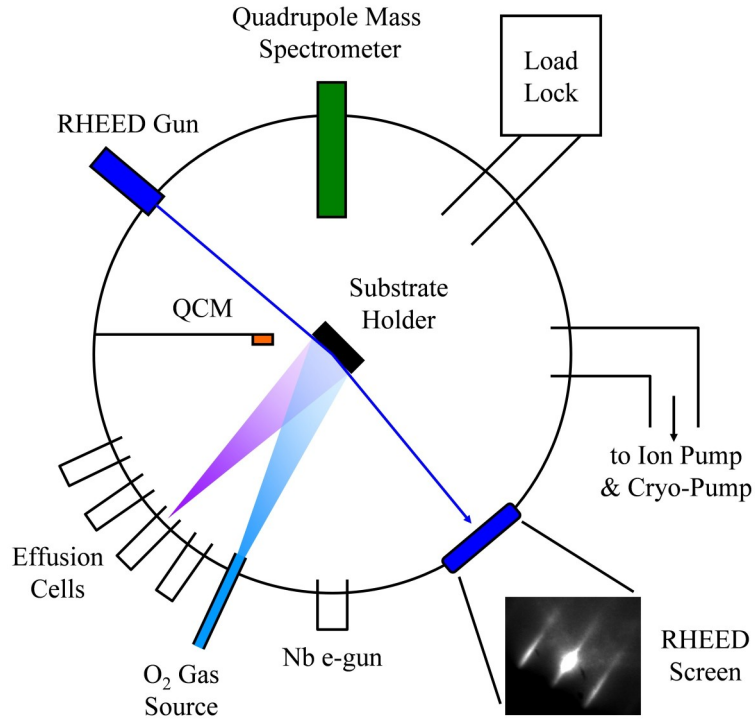 Quadrupole Mass
Spectrometer
Load
Lock
RHEED Gun
QCM
Substrate
Holder
to Ion Pump
& Cryo-Pump
Effusion
Cells
O₂ Gas
Source
Nb e-gun
RHEED
Screen